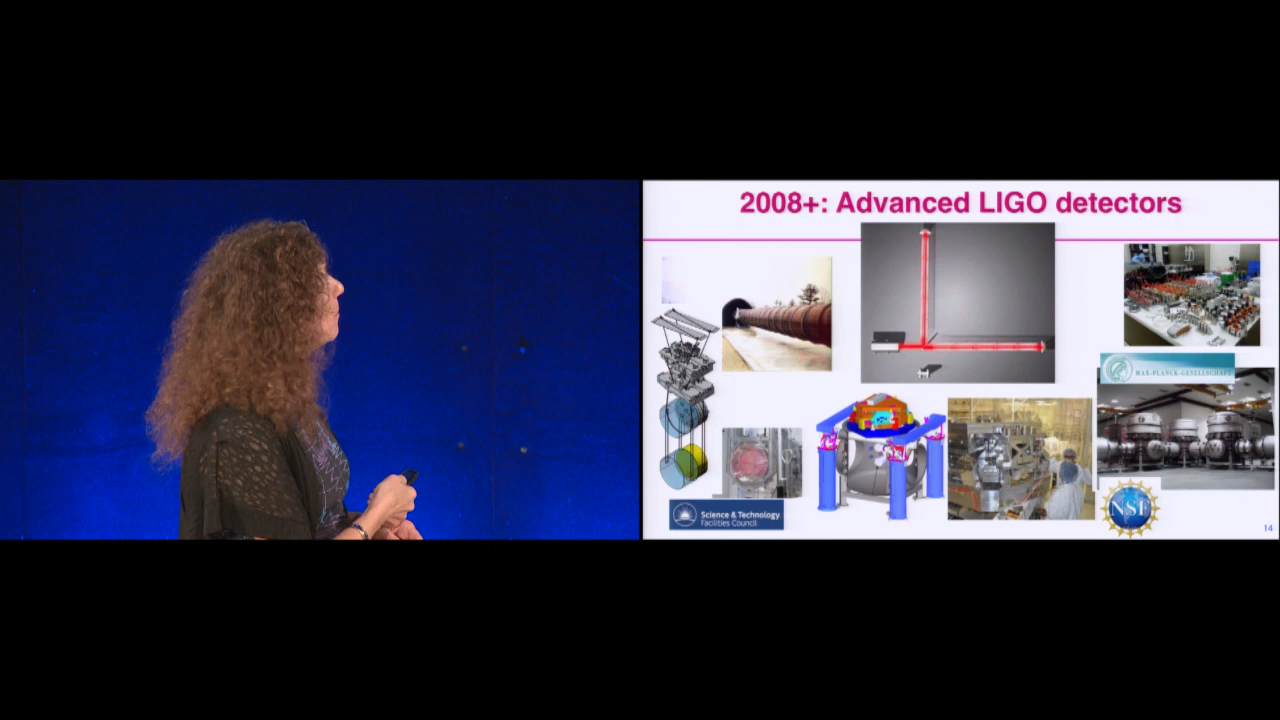 2008+: Advanced LIGO detectors
MAX-PLANCK-GESELLSCHAFT
Science & Technology
Facilities Council
NSF
14